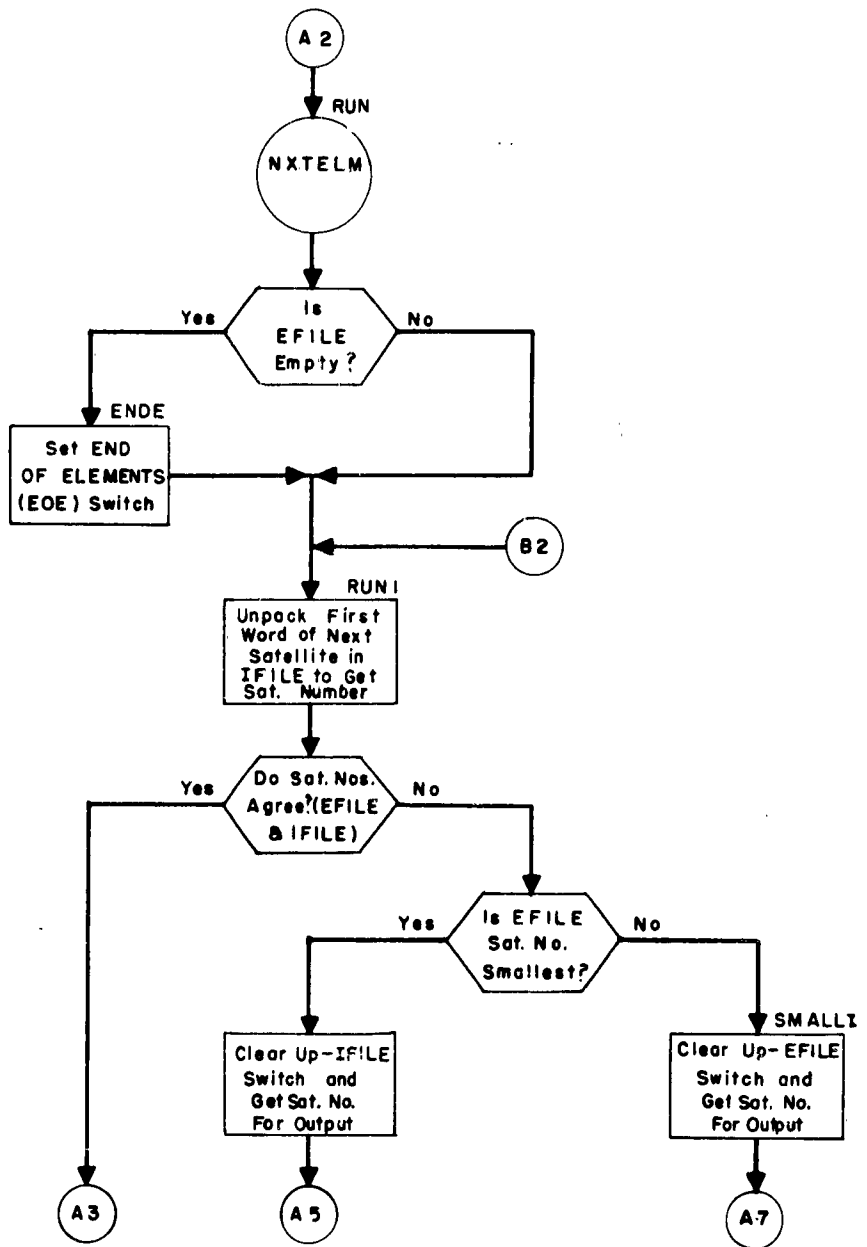 A2
RUN
NXTELM
Is
EFILE
Empty?
Yes
No
ENDE
Set END
OF ELEMENTS
(EOE) Switch
B2
RUN1
Unpack First
Word of Next
Satellite in
IFILE to Get
Sat. Number
Do Sat. Nos.
Agree?(EFILE
& IFILE)
Yes
No
Is EFILE
Sat. No.
Smallest?
Yes
No
Clear Up-IFILE
Switch and
Get Sat. No.
For Output
SMALLI
Clear Up-EFILE
Switch and
Get Sat. No.
For Output
A3
A5
A7